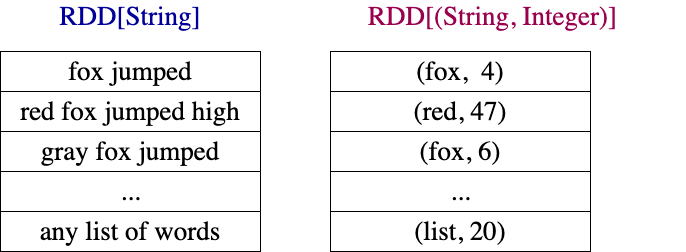 RDD[String] RDD[(String, Integer)]
fox jumped (fox, 4)
red fox jumped high (red, 47)
gray fox jumped (fox, 6)
... ...
any list of words (list, 20)